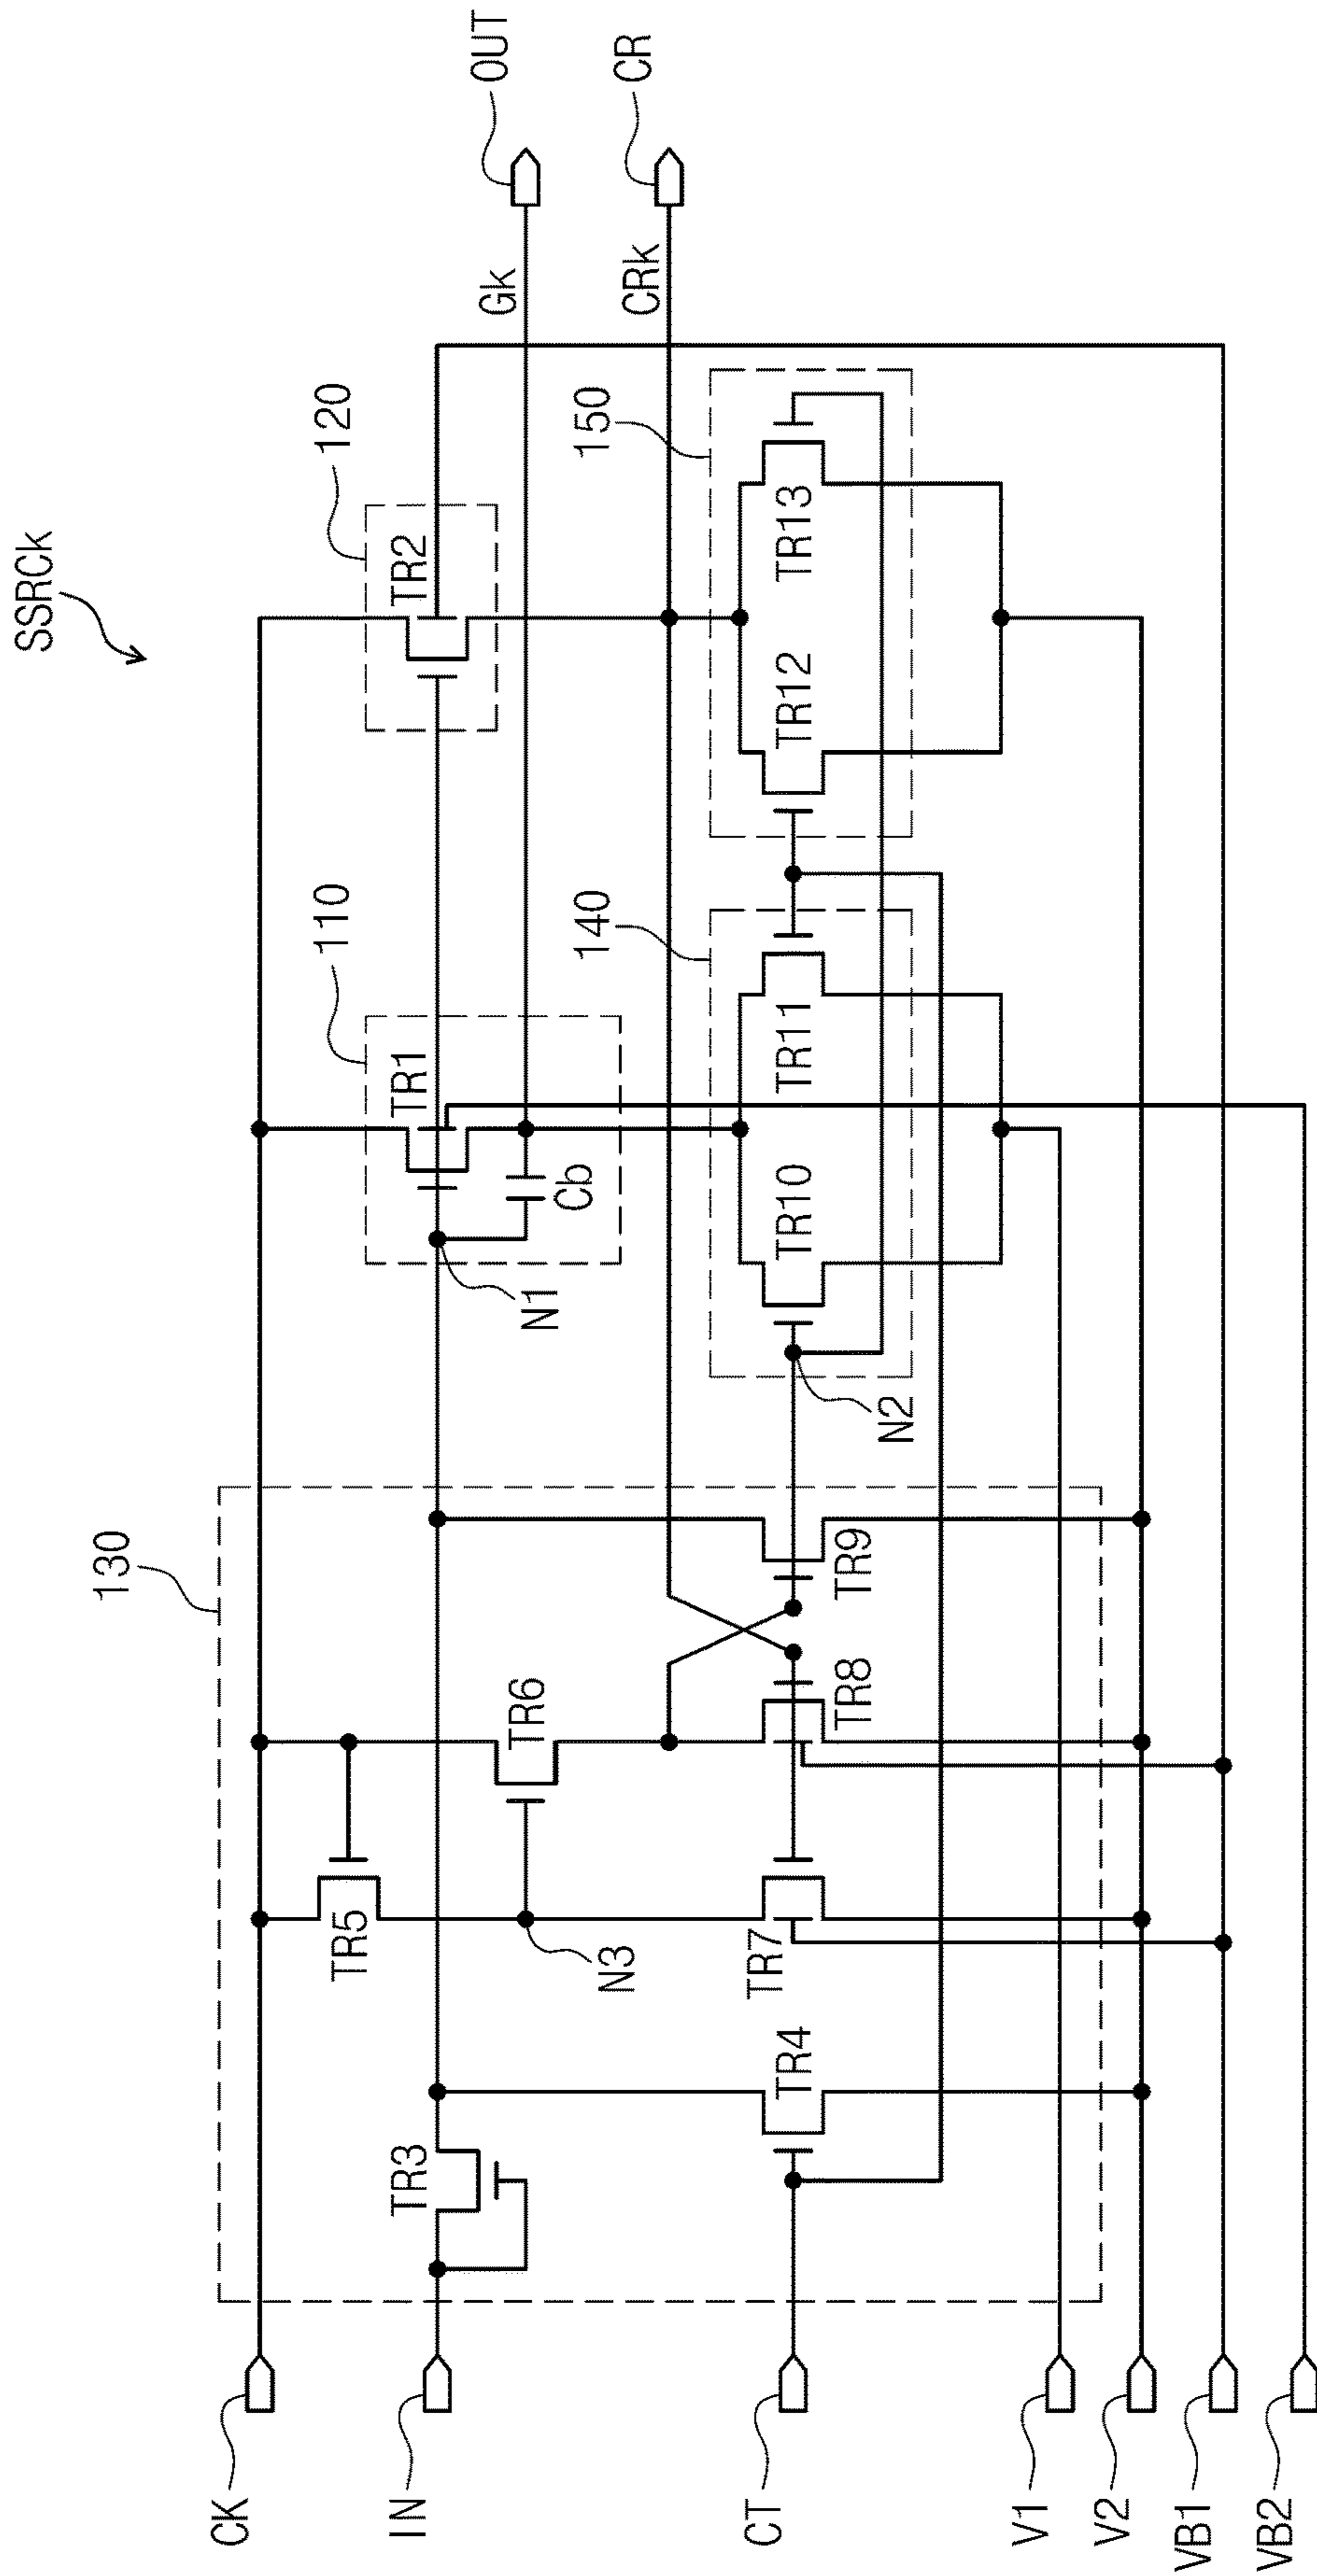 SSRCk
130
110
120
CK
IN
CT
V1
V2
VB1
VB2
OUT
CR
Gk
CRk
TR3
TR5
TR6
TR1
TR2
N1
Cb
N3
140
150
TR4
TR7
TR8
TR9
TR10
TR11
TR12
TR13
N2